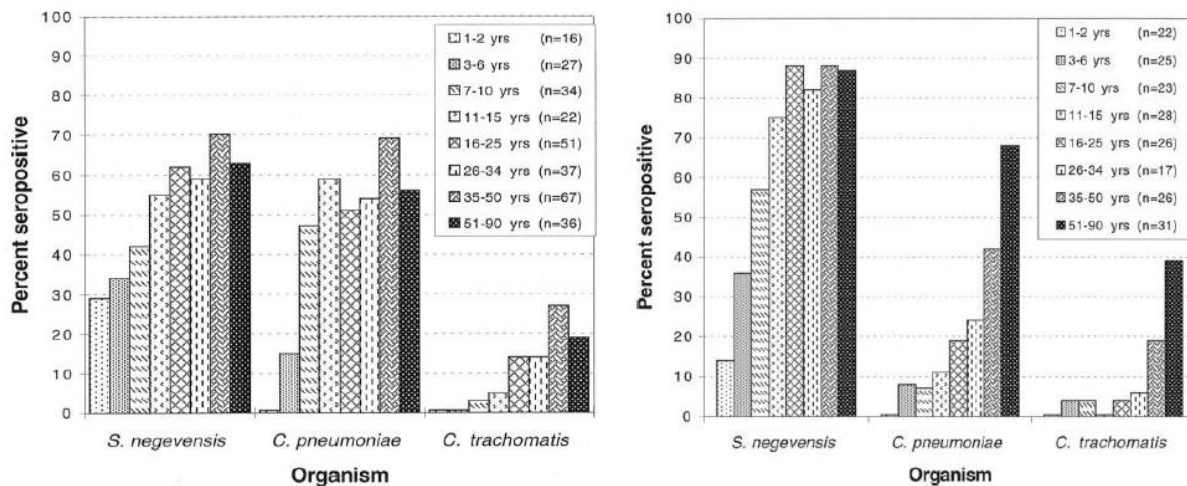 100
90
80
70
60
50
40
30
20
10
0
Percent seropositive
1-2 yrs (n=16)
3-6 yrs (n=27)
7-10 yrs (n=34)
11-15 yrs (n=22)
16-25 yrs (n=51)
26-34 yrs (n=37)
35-50 yrs (n=67)
51-90 yrs (n=36)
S. negevensis C. pneumoniae C. trachomatis
Organism
100
90
80
70
60
50
40
30
20
10
0
Percent seropositive
1-2 yrs (n=22)
3-6 yrs (n=25)
7-10 yrs (n=23)
11-15 yrs (n=28)
16-25 yrs (n=26)
26-34 yrs (n=17)
35-50 yrs (n=26)
51-90 yrs (n=31)
S. negevensis C. pneumoniae C. trachomatis
Organism